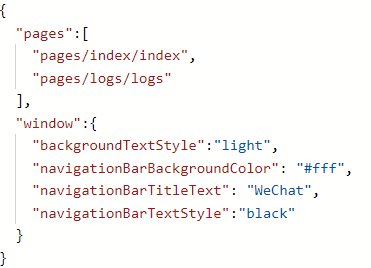 {
  "pages":[
    "pages/index/index",
    "pages/logs/logs"
  ],
  "window":{
    "backgroundTextStyle":"light",
    "navigationBarBackgroundColor": "#fff",
    "navigationBarTitleText": "WeChat",
    "navigationBarTextStyle":"black"
  }
}